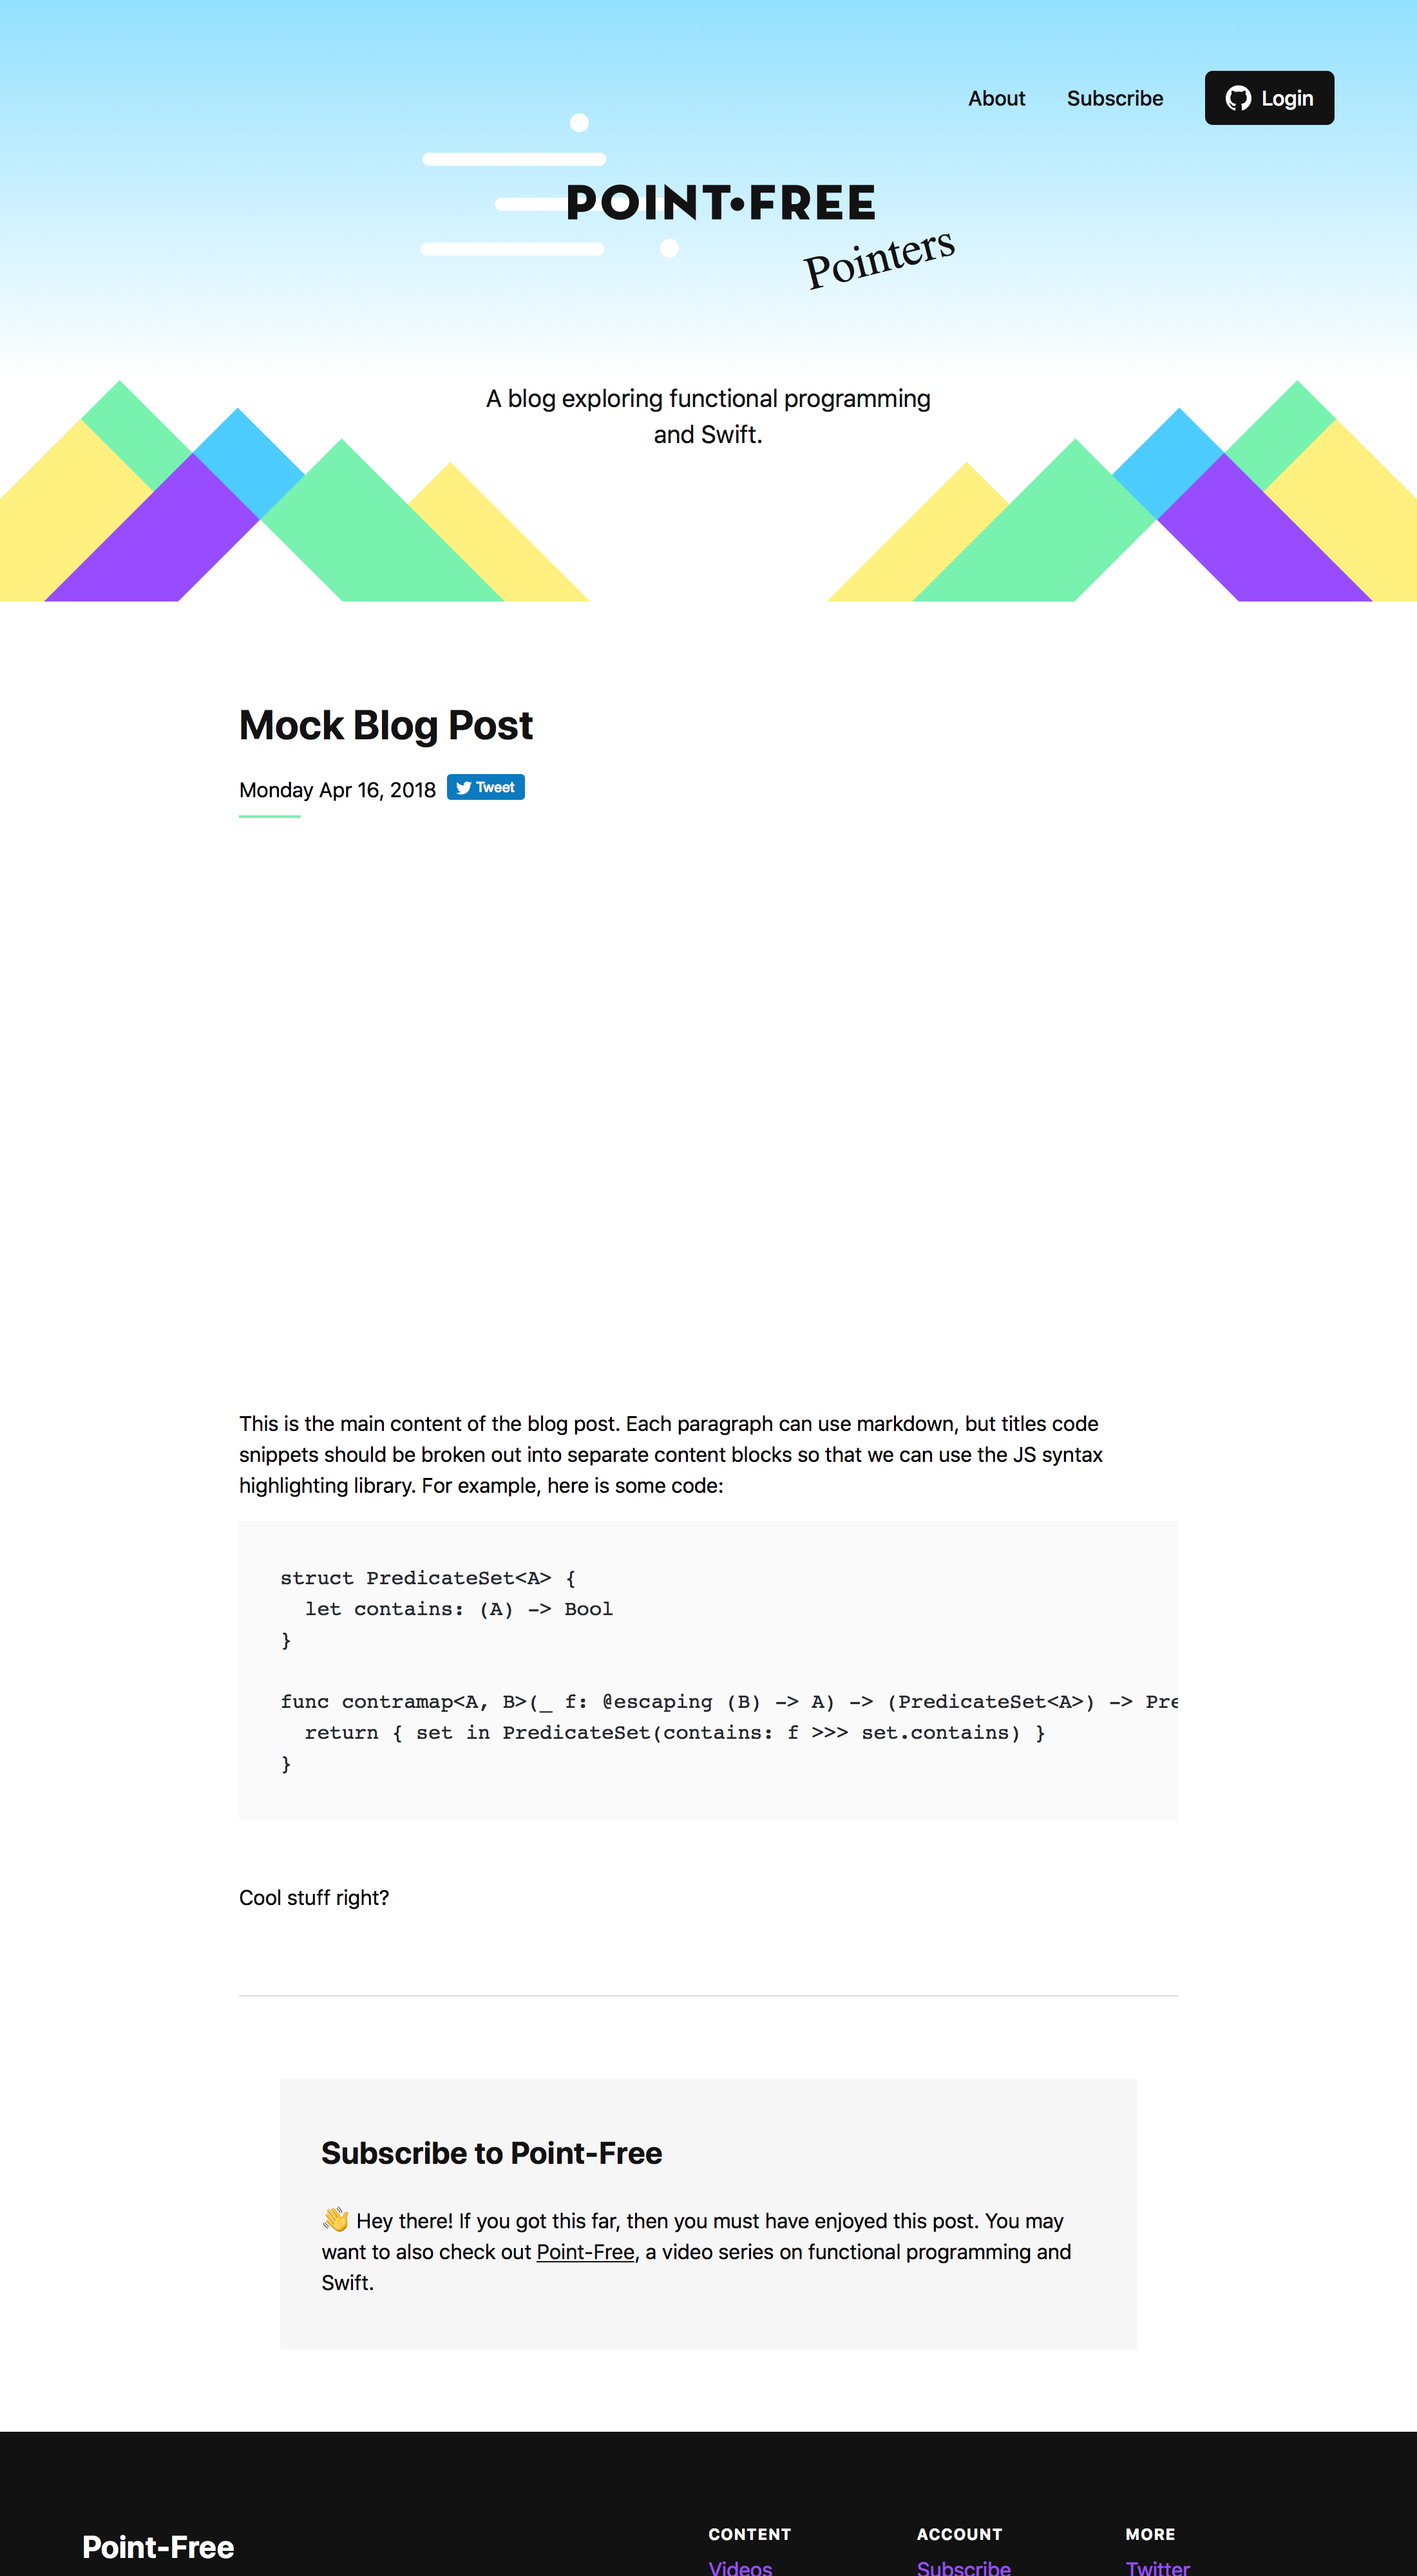 About Subscribe Login
POINT•FREE
Pointers
A blog exploring functional programming
and Swift.
Mock Blog Post
Monday Apr 16, 2018 Tweet
This is the main content of the blog post. Each paragraph can use markdown, but titles code
snippets should be broken out into separate content blocks so that we can use the JS syntax
highlighting library. For example, here is some code:
struct PredicateSet<A> {
  let contains: (A) -> Bool
}
func contramap<A, B>(_ f: @escaping (B) -> A) -> (PredicateSet<A>) -> Pre
  return { set in PredicateSet(contains: f >>> set.contains) }
}
Cool stuff right?
Subscribe to Point-Free
👋 Hey there! If you got this far, then you must have enjoyed this post. You may
want to also check out Point-Free, a video series on functional programming and
Swift.
Point-Free CONTENT ACCOUNT MORE
Videos Subscribe Twitter